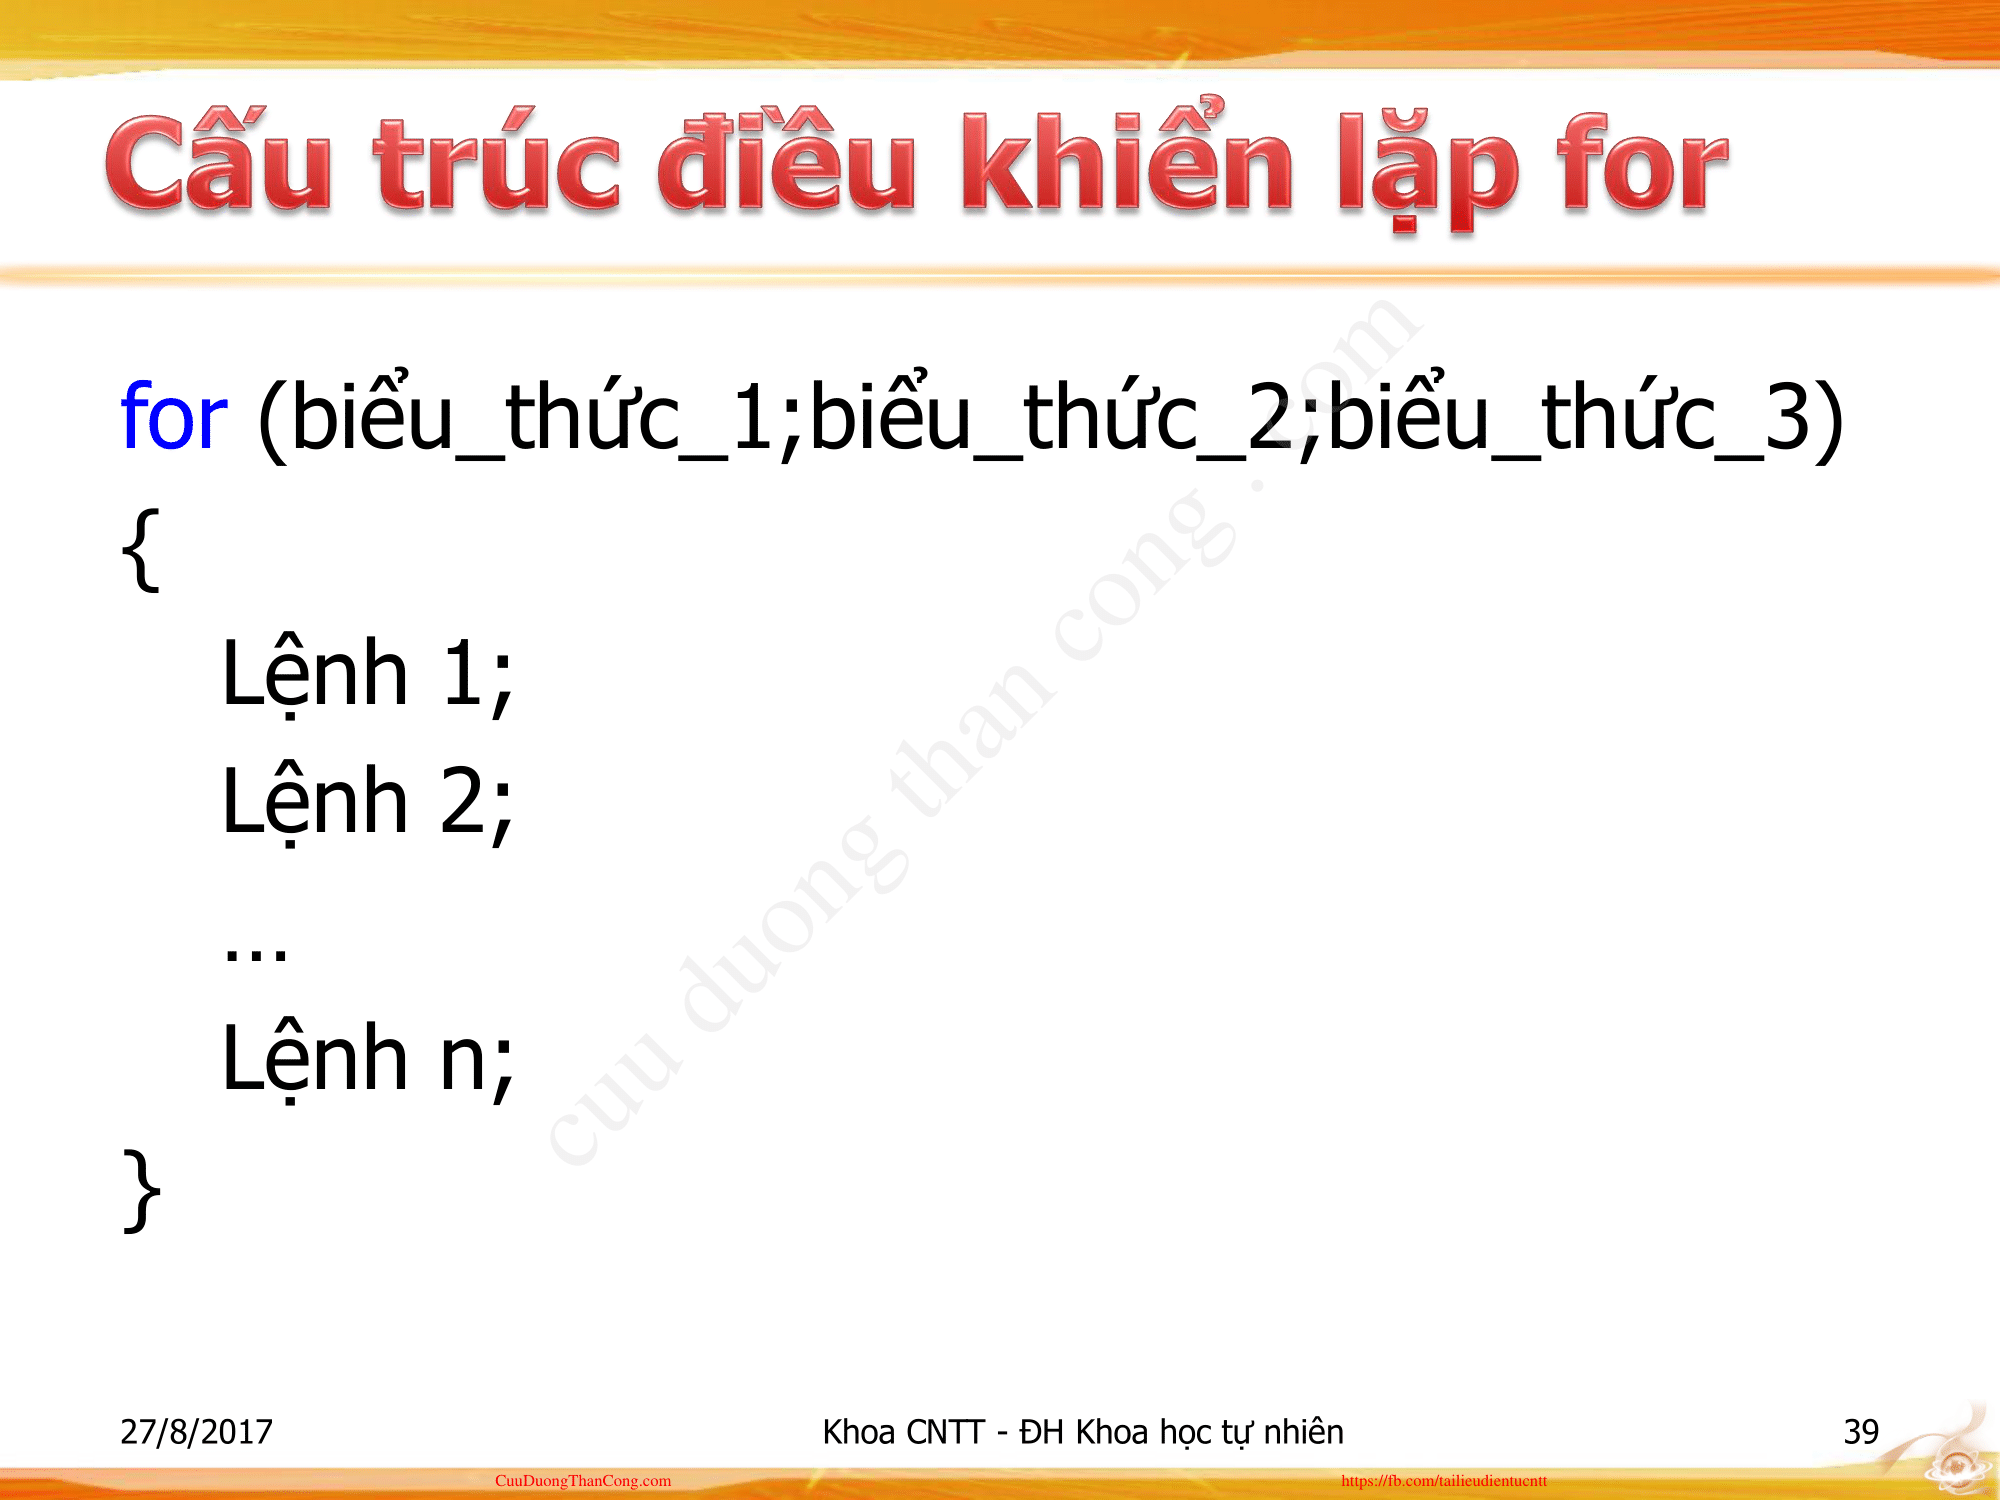 Cấu trúc điều khiển lặp for
for (biểu_thức_1;biểu_thức_2;biểu_thức_3)
{
Lệnh 1;
Lệnh 2;
...
Lệnh n;
}
cuu duong than cong . com
27/8/2017
Khoa CNTT - ĐH Khoa học tự nhiên
39
CuuDuongThanCong.com
https://fb.com/tailieudientucntt